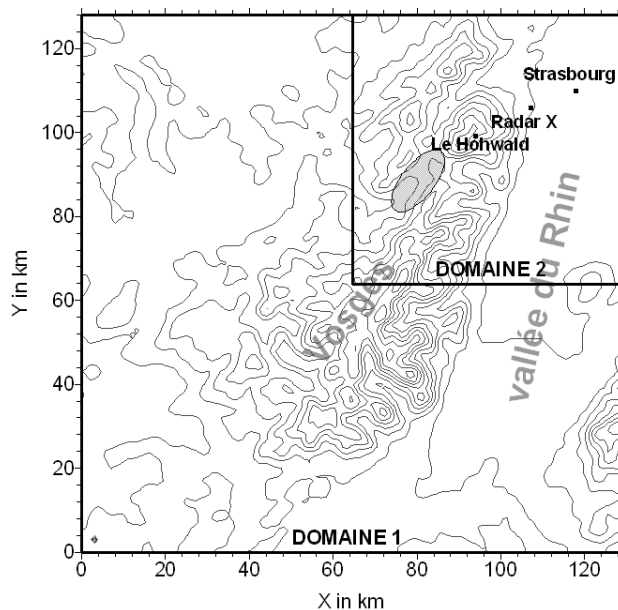 120
100
80
60
40
20
0
Y in km
Strasbourg
Radar X
Le Hohwald
DOMAINE 2
Vosges
vallée du Rhin
DOMAINE 1
0 20 40 60 80 100 120
X in km